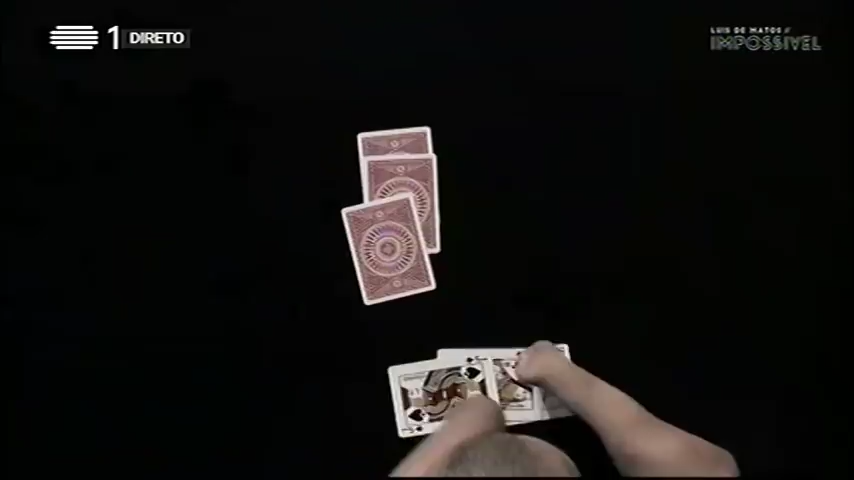 1 DIRETO
LUIS DE MATOS //
IMPOSSÍVEL